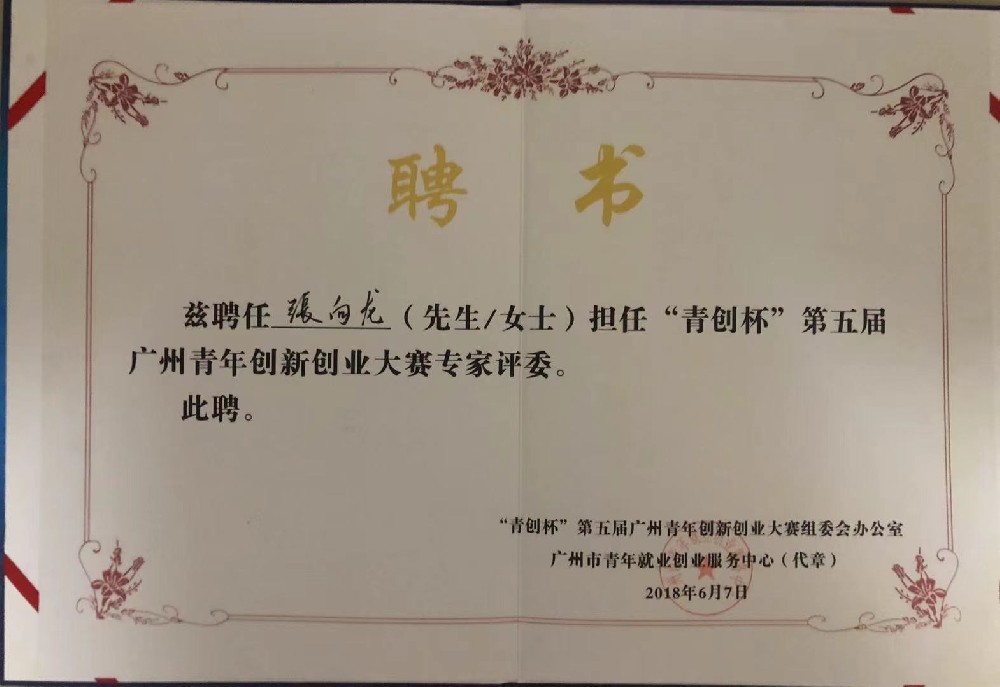 聘书
兹聘任張向龙（先生/女士）担任“青创杯”第五届
广州青年创新创业大赛专家评委。
此聘。
“青创杯”第五届广州青年创新创业大赛组委会办公室
广州市青年就业创业服务中心（代章）
2018年6月7日